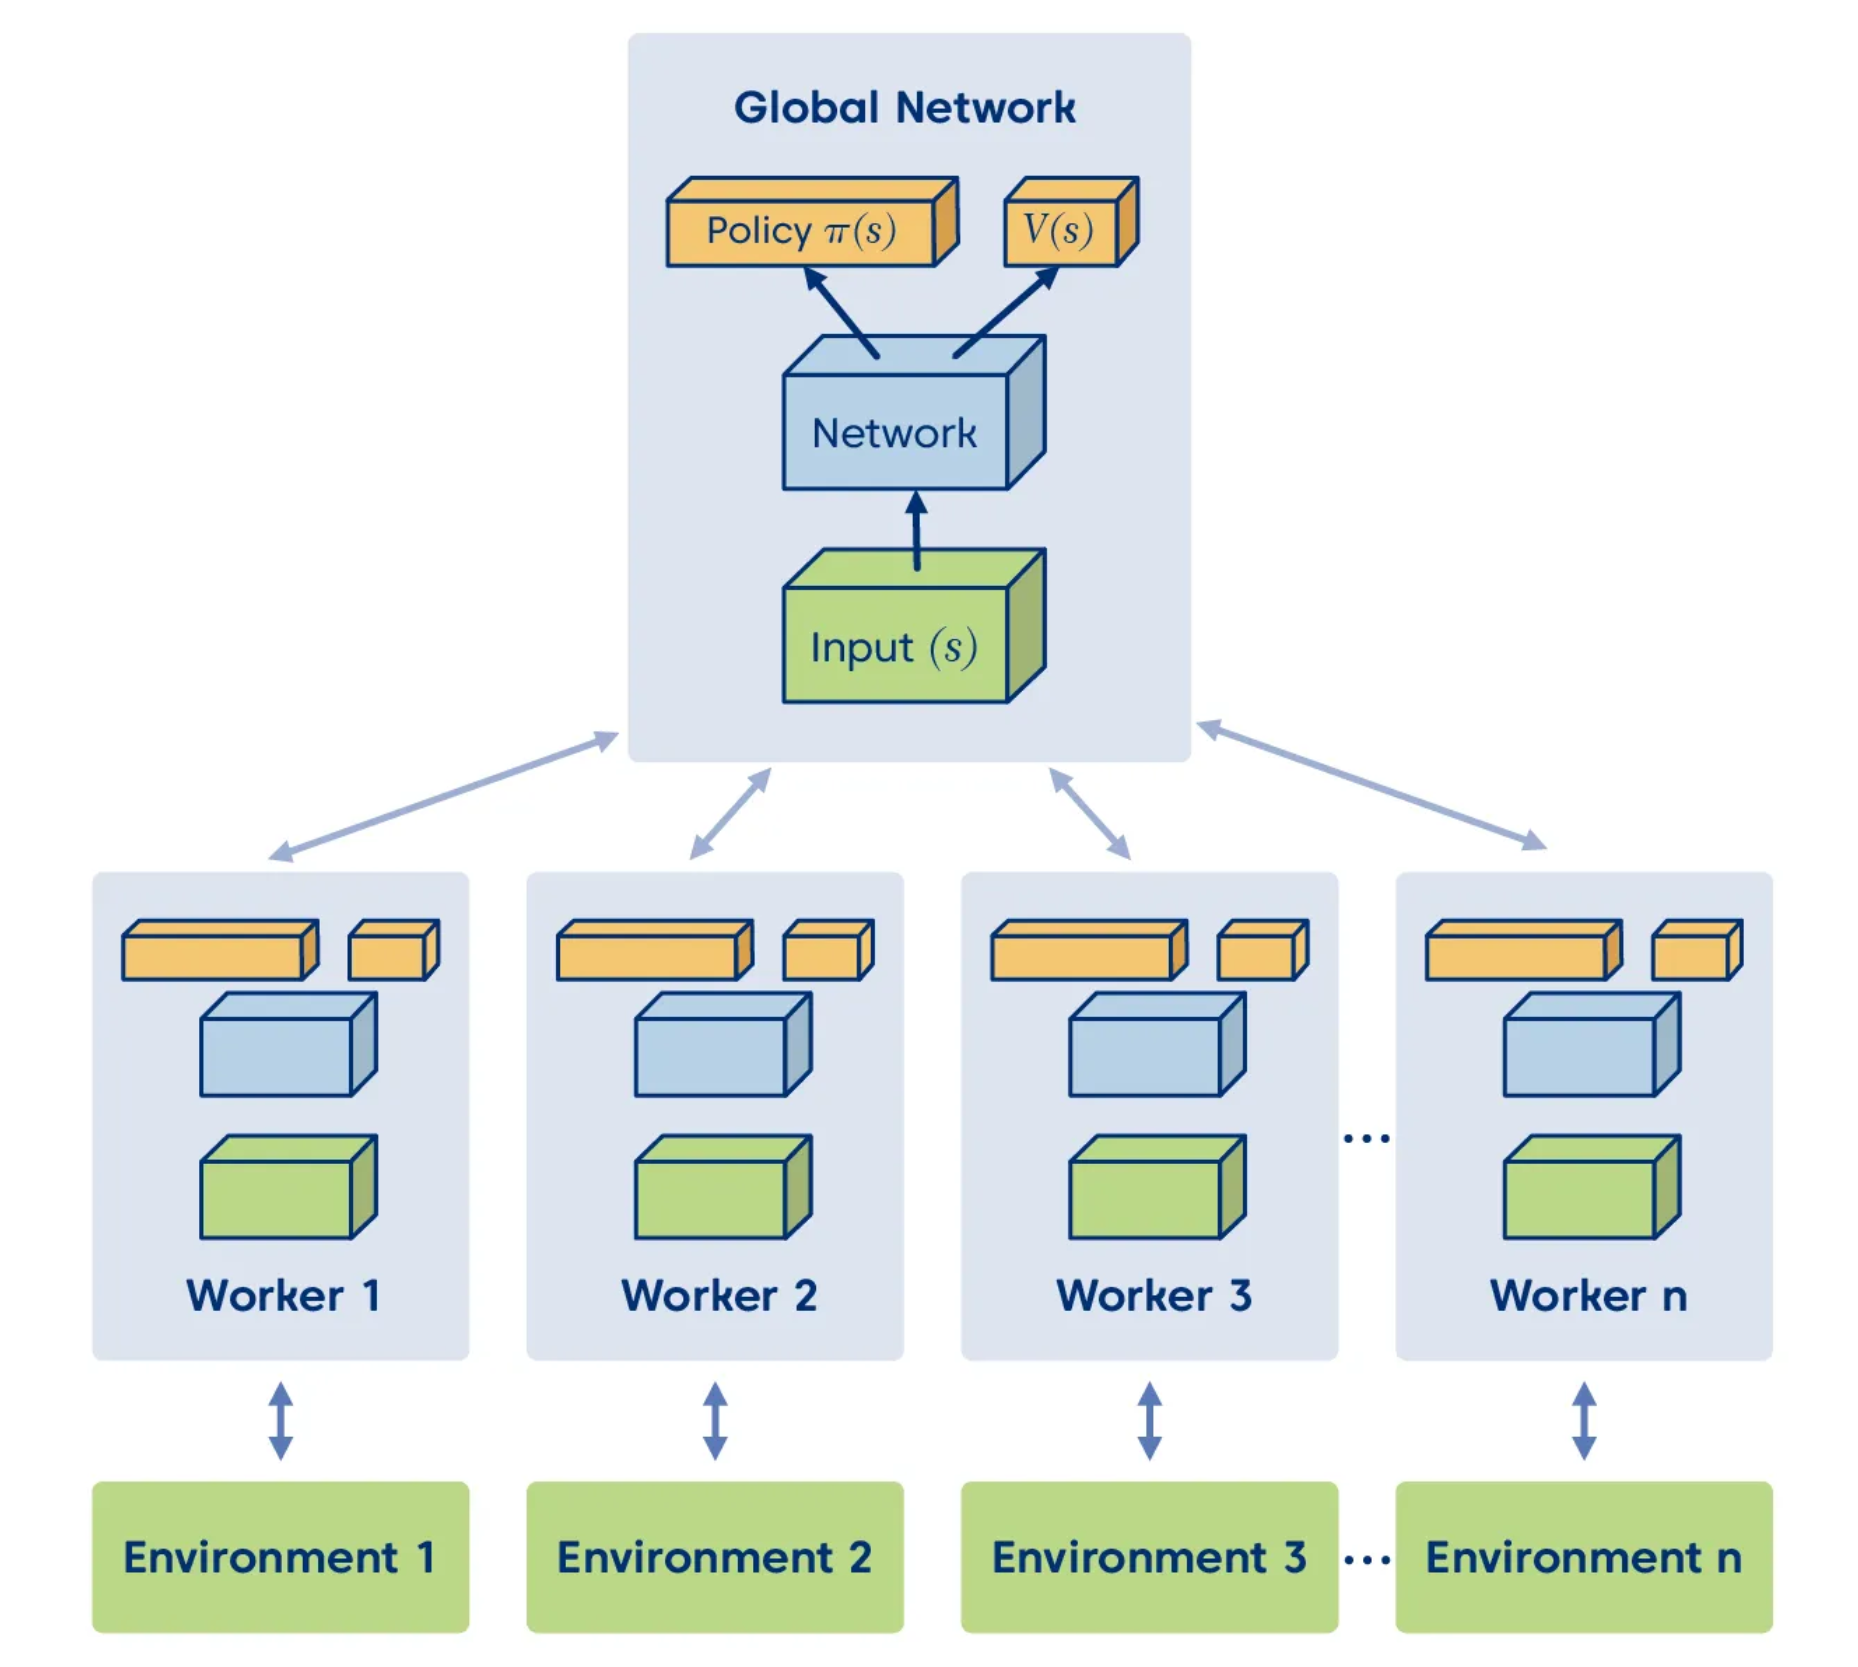 Global Network
Policy π(s)
V(s)
Network
Input (s)
...
Worker 1
Worker 2
Worker 3
Worker n
Environment 1
Environment 2
Environment 3
...
Environment n